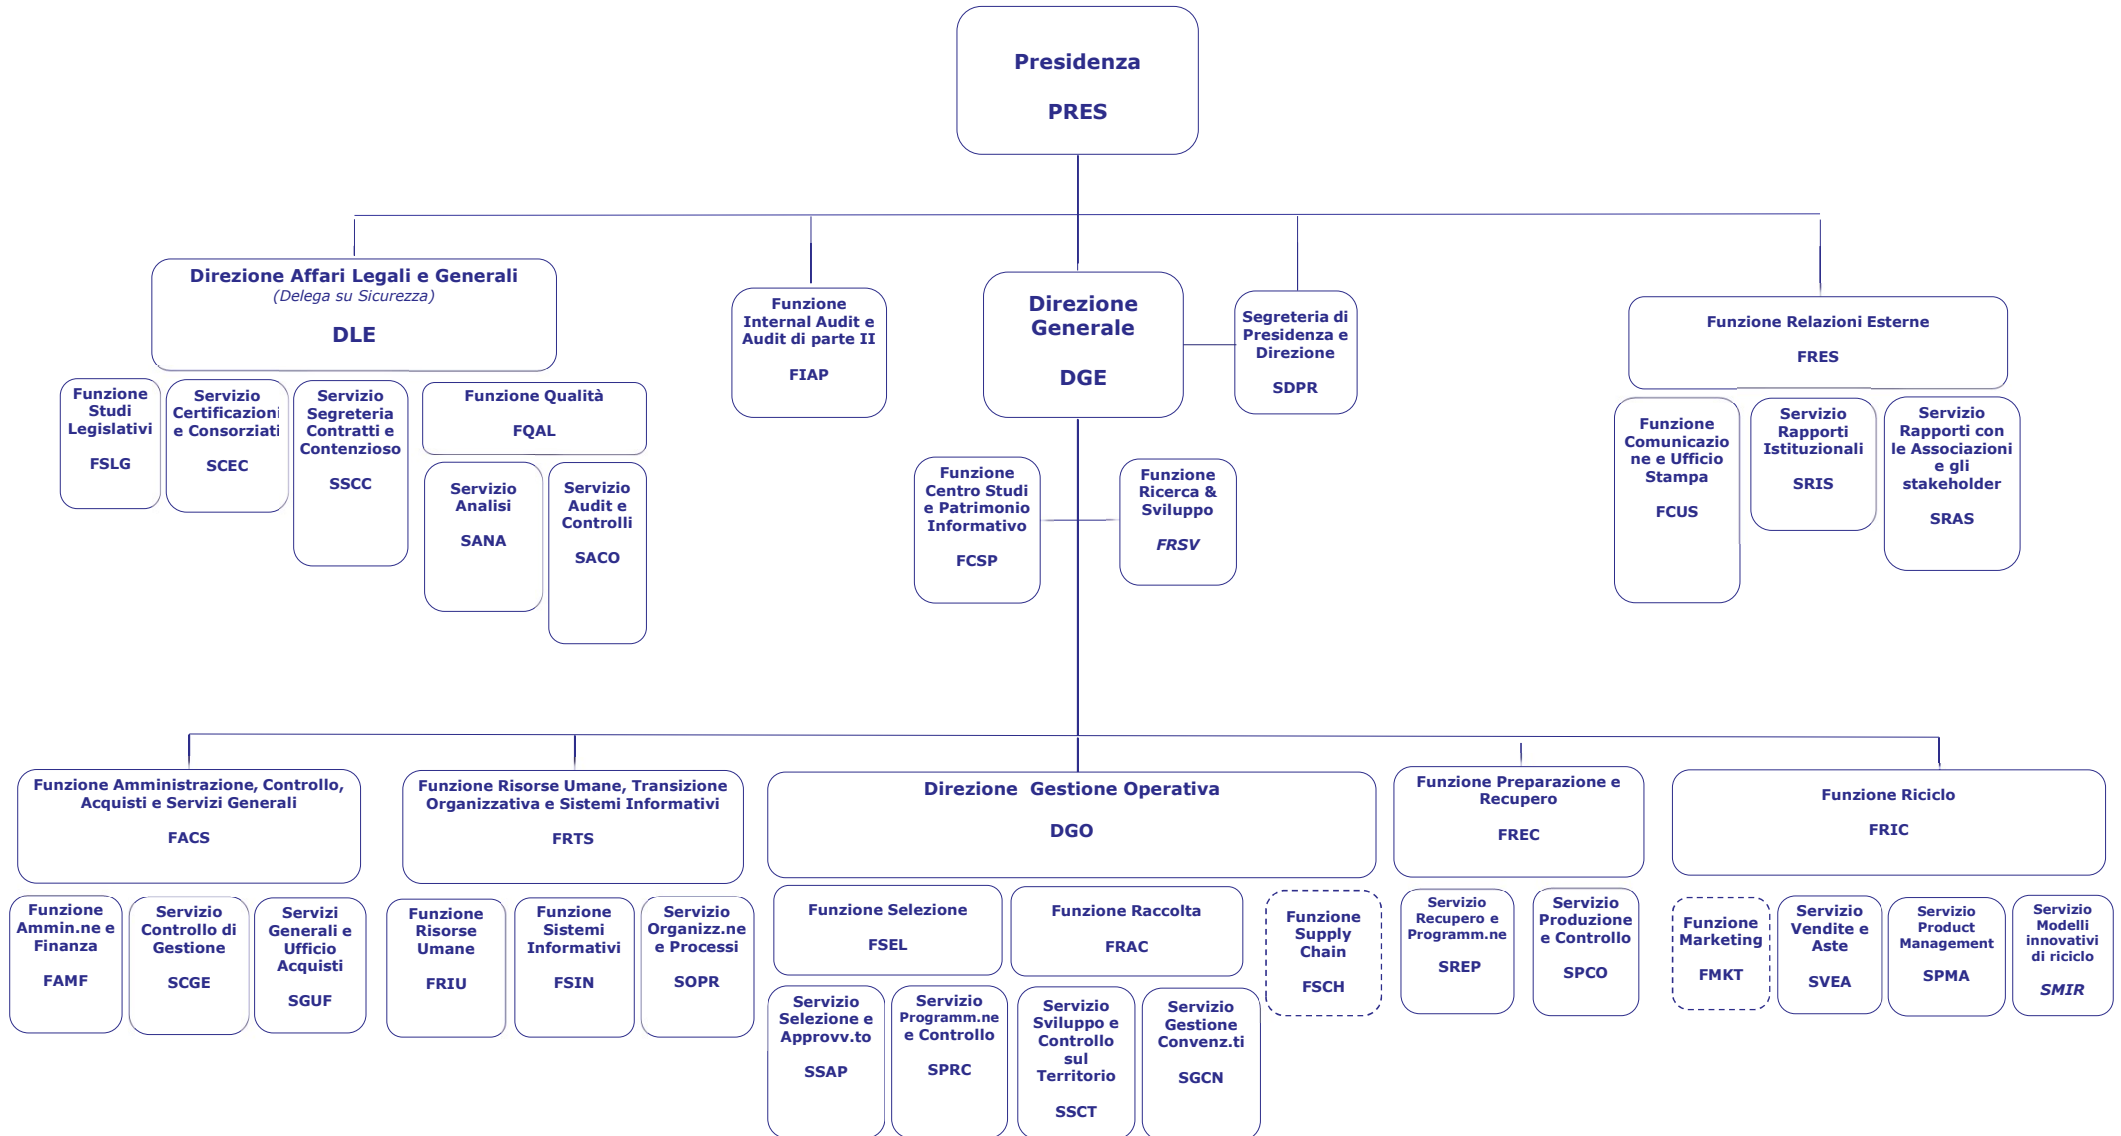 Presidenza
PRES
Direzione Affari Legali e Generali
(Delega su Sicurezza)
DLE
Funzione
Studi
Legislativi
FSLG
Servizio
Certificazioni
e Consorziati
SCEC
Servizio
Segreteria
Contratti e
Contenzioso
SSCC
Funzione Qualità
FQAL
Servizio
Analisi
SANA
Servizio
Audit e
Controlli
SACO
Funzione
Internal Audit e
Audit di parte II
FIAP
Direzione
Generale
DGE
Segreteria di
Presidenza e
Direzione
SDPR
Funzione
Centro Studi
e Patrimonio
Informativo
FCSP
Funzione
Ricerca &
Sviluppo
FRSV
Funzione Relazioni Esterne
FRES
Funzione
Comunicazio
ne e Ufficio
Stampa
FCUS
Servizio
Rapporti
Istituzionali
SRIS
Servizio
Rapporti con
le Associazioni
e gli
stakeholder
SRAS
Funzione Amministrazione, Controllo,
Acquisti e Servizi Generali
FACS
Funzione
Ammin.ne e
Finanza
FAMF
Servizio
Controllo di
Gestione
SCGE
Servizi
Generali e
Ufficio
Acquisti
SGUF
Funzione Risorse Umane, Transizione
Organizzativa e Sistemi Informativi
FRTS
Funzione
Risorse
Umane
FRIU
Funzione
Sistemi
Informativi
FSIN
Servizio
Organizz.ne
e Processi
SOPR
Direzione  Gestione Operativa
DGO
Funzione Selezione
FSEL
Servizio
Selezione e
Approvv.to
SSAP
Servizio
Programm.ne
e Controllo
SPRC
Funzione Raccolta
FRAC
Servizio
Sviluppo e
Controllo
sul
Territorio
SSCT
Servizio
Gestione
Convenz.ti
SGCN
Funzione
Supply
Chain
FSCH
Funzione Preparazione e
Recupero
FREC
Servizio
Recupero e
Programm.ne
SREP
Servizio
Produzione
e Controllo
SPCO
Funzione Riciclo
FRIC
Funzione
Marketing
FMKT
Servizio
Vendite e
Aste
SVEA
Servizio
Product
Management
SPMA
Servizio
Modelli
innovativi
di riciclo
SMIR